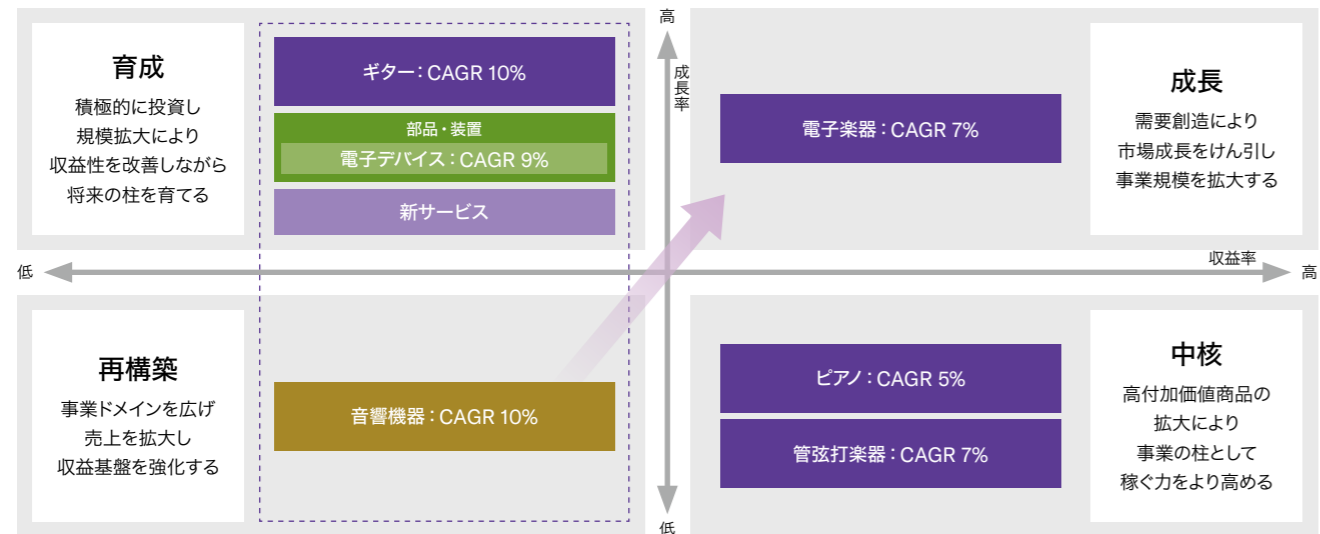 育成
積極的に投資し
規模拡大により
収益性を改善しながら
将来の柱を育てる
ギター：CAGR 10%
部品・装置
電子デバイス：CAGR 9%
新サービス
高
成長率
電子楽器：CAGR 7%
成長
需要創造により
市場成長をけん引し
事業規模を拡大する
低
収益率
高
再構築
事業ドメインを広げ
売上を拡大し
収益基盤を強化する
音響機器：CAGR 10%
ピアノ：CAGR 5%
管弦打楽器：CAGR 7%
中核
高付加価値商品の
拡大により
事業の柱として
稼ぐ力をより高める
低